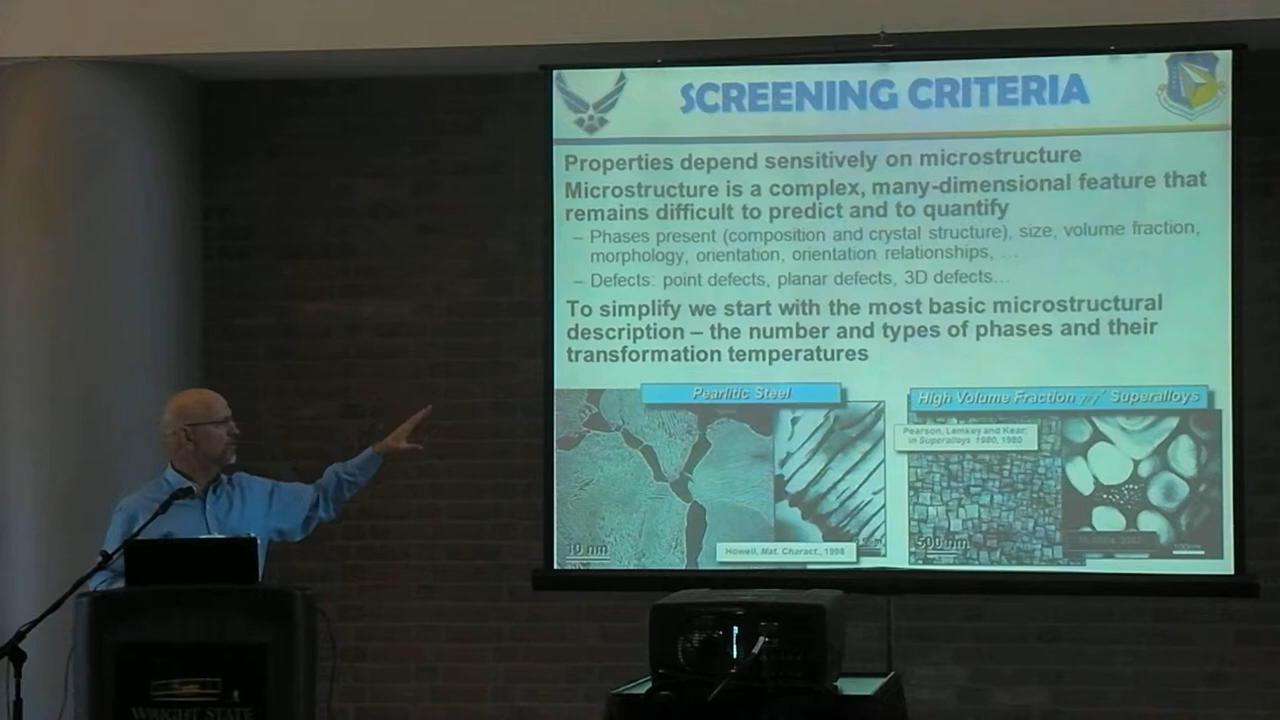 SCREENING CRITERIA
Properties depend sensitively on microstructure
Microstructure is a complex, many-dimensional feature that
remains difficult to predict and to quantify
– Phases present (composition and crystal structure), size, volume fraction,
morphology, orientation, orientation relationships, …
– Defects: point defects, planar defects, 3D defects…
To simplify we start with the most basic microstructural
description – the number and types of phases and their
transformation temperatures
Pearlitic Steel
High Volume Fraction γγ' Superalloys
Pearson, Lemkey and Kear,
in Superalloys 1980, 1980
10 nm
Howell, Mat. Charact., 1998
500 nm
WRIGHT STATE